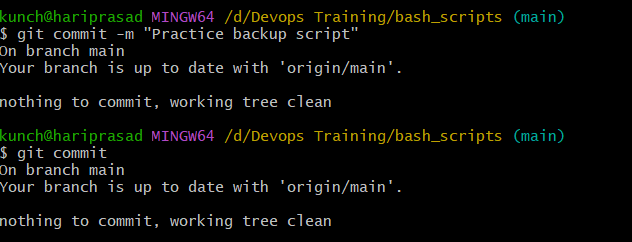 kunch@hariprasad MINGW64 /d/Devops Training/bash_scripts (main)
$ git commit -m "Practice backup script"
On branch main
Your branch is up to date with 'origin/main'.
nothing to commit, working tree clean
kunch@hariprasad MINGW64 /d/Devops Training/bash_scripts (main)
$ git commit
On branch main
Your branch is up to date with 'origin/main'.
nothing to commit, working tree clean